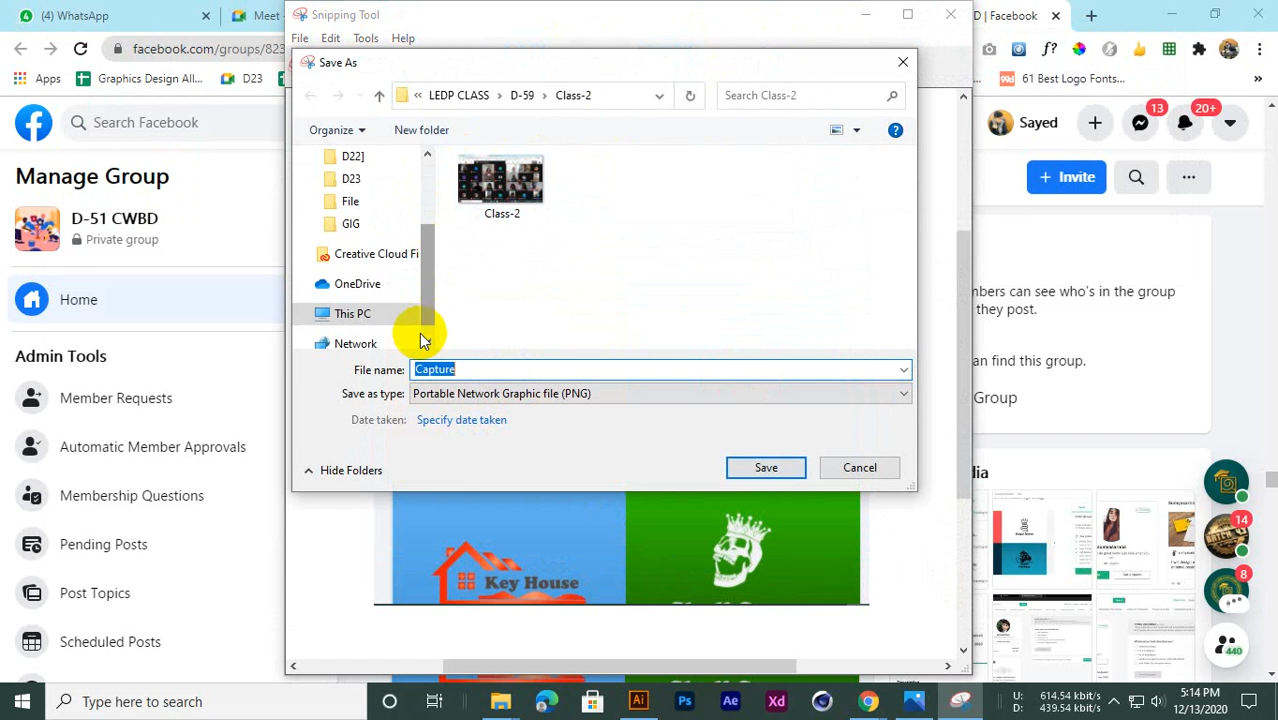 (4) WhatsApp
Meet -
Snipping Tool
D | Facebook
facebook.com/groups/823
File Edit Tools Help
Apps
Graphics Design All...
D23
61 Best Logo Fonts...
»
Save As
« LEDP CLASS › D-59 › Class-2
Search Class-2
Search Facebook
Organize
New folder
13
20+
Sayed
Manage Group
D-51 CWBD
Private group
+ Invite
D22]
D23
File
GIG
Class-2
Creative Cloud Fi
OneDrive
This PC
Network
Home
mbers can see who's in the group
they post.
an find this group.
Group
Admin Tools
File name:
Capture
Save as type:
Portable Network Graphic file (PNG)
Date taken:
Specify date taken
Member Requests
Automatic Member Approvals
Hide Folders
Save
Cancel
dia
Membership Questions
Pending Posts
Post Topics
Scheduled Posts
Key House
14
8
440
Type here to search
Ai
Ps
Ae
Xd
U: 614.54 kbit/s
D: 439.54 kbit/s
5:14 PM
12/13/2020